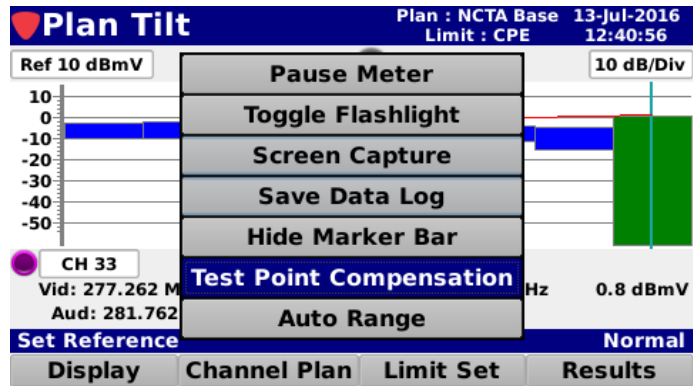 Plan Tilt
Plan : NCTA Base 13-Jul-2016
Limit : CPE 12:40:56
Ref 10 dBmV
10 dB/Div
10
0
-10
-20
-30
-40
-50
Pause Meter
Toggle Flashlight
Screen Capture
Save Data Log
Hide Marker Bar
Test Point Compensation
Auto Range
CH 33
Vid: 277.262 M
Hz 0.8 dBmV
Aud: 281.762
Set Reference Normal
Display Channel Plan Limit Set Results